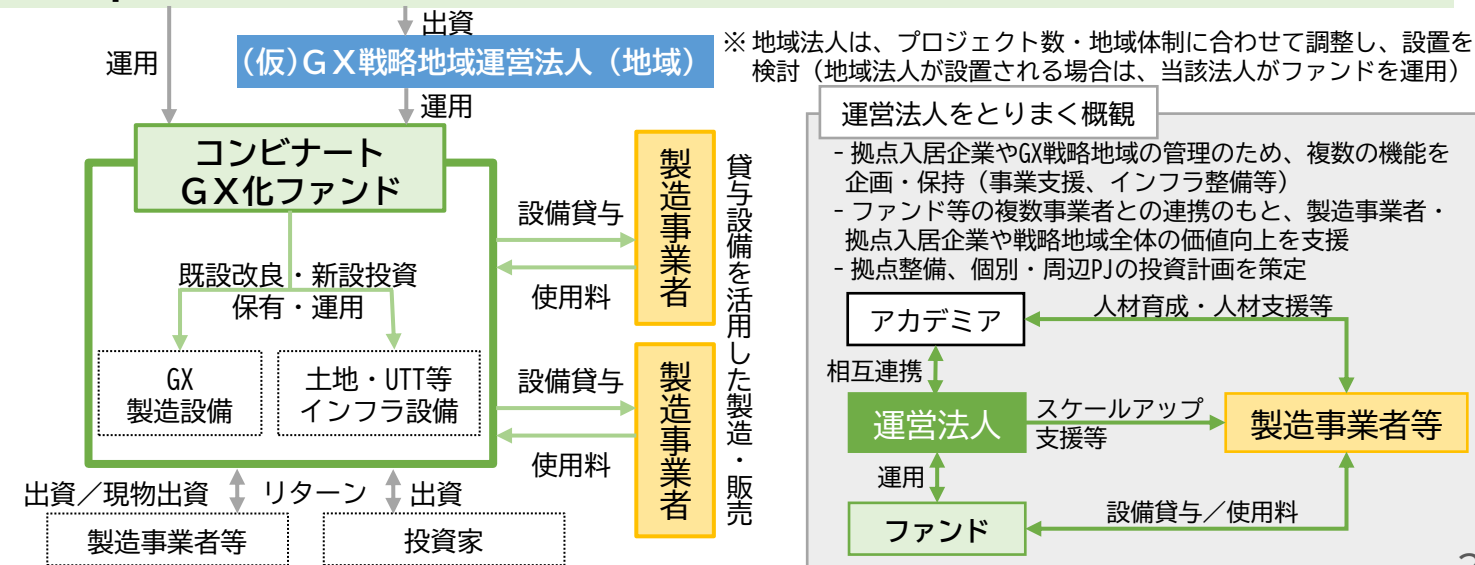 出資
運用
(仮)GX戦略地域運営法人（地域）
運用
※ 地域法人は、プロジェクト数・地域体制に合わせて調整し、設置を
検討（地域法人が設置される場合は、当該法人がファンドを運用）
コンビナート
GX化ファンド
既設改良・新設投資
保有・運用
GX
製造設備
土地・UTT等
インフラ設備
設備貸与
使用料
製造事業者
設備貸与
使用料
製造事業者
貸与設備を活用した製造・販売
出資／現物出資
リターン
出資
製造事業者等
投資家
運営法人をとりまく概観
- 拠点入居企業やGX戦略地域の管理のため、複数の機能を
企画・保持（事業支援、インフラ整備等）
- ファンド等の複数事業者との連携のもと、製造事業者・
拠点入居企業や戦略地域全体の価値向上を支援
- 拠点整備、個別・周辺PJの投資計画を策定
アカデミア
人材育成・人材支援等
相互連携
運営法人
スケールアップ
支援等
製造事業者等
運用
ファンド
設備貸与／使用料